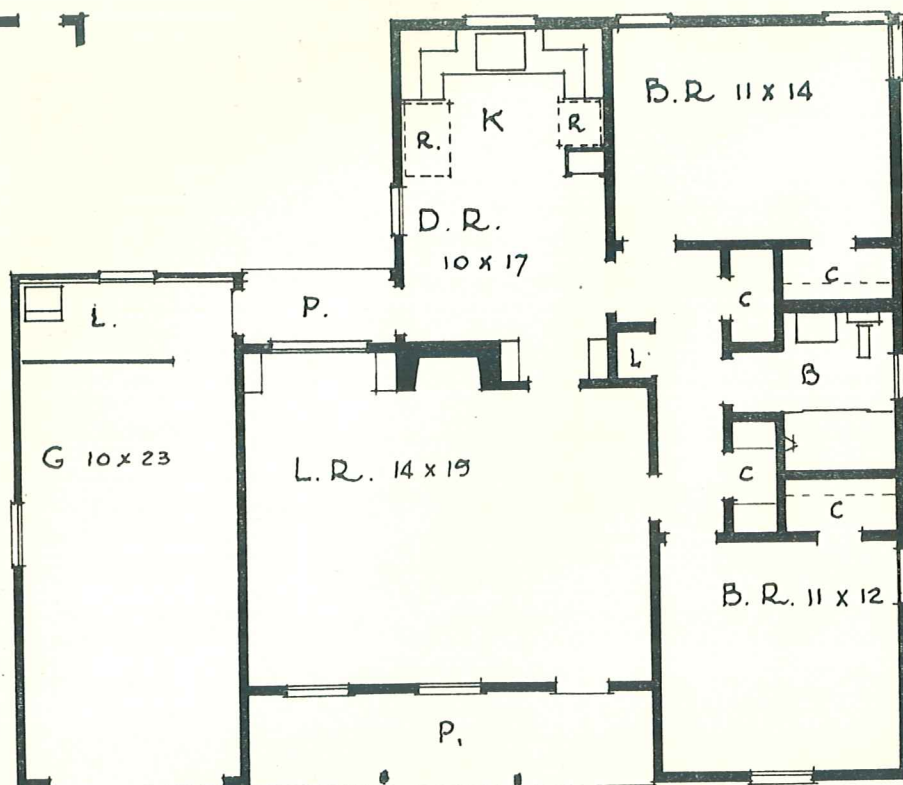 B.R 11 x 14
K
R.
R
D.R.
10 x 17
C
C
L.
P.
L
B
G 10 x 23
L.R. 14 x 19
C
C
B.R. 11 x 12
P.